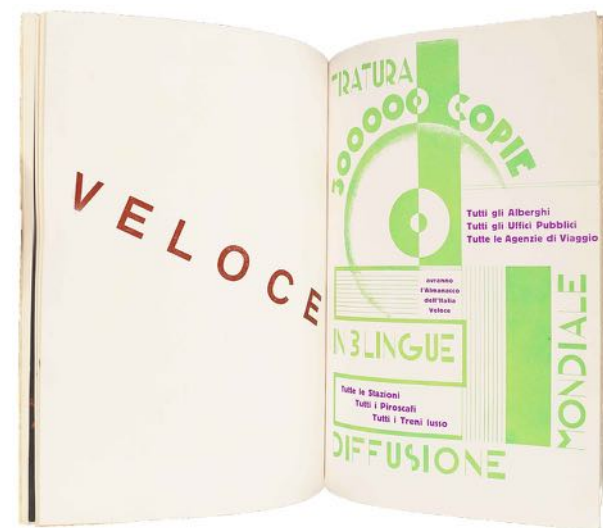 VELOCE
TIRATURA
300000 COPIE
Tutti gli Alberghi
Tutti gli Uffici Pubblici
Tutte le Agenzie di Viaggio
avranno
l'Almanacco
dell'Italia
Veloce
IN 3 LINGUE
MONDIALE
Tutte le Stazioni
Tutti i Piroscafi
Tutti i Treni lusso
DIFFUSIONE